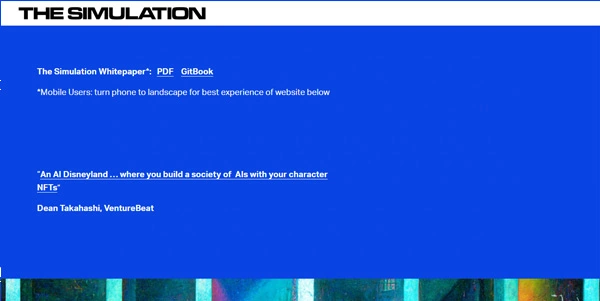 THE SIMULATION
The Simulation Whitepaper*: PDF GitBook
*Mobile Users: turn phone to landscape for best experience of website below
"An AI Disneyland ... where you build a society of AIs with your character
NFTs"
Dean Takahashi, VentureBeat